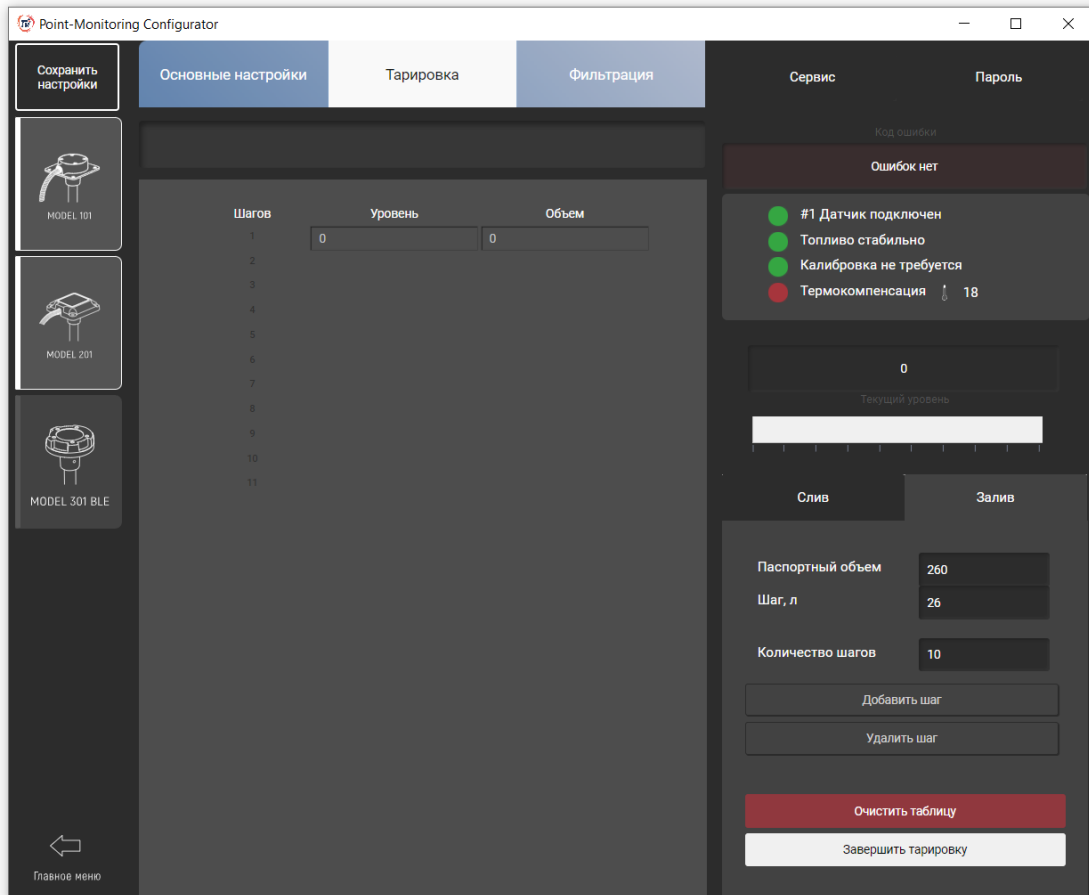 Point-Monitoring Configurator
Сохранить
настройки
Основные настройки
Тарировка
Фильтрация
Сервис
Пароль
MODEL 101
MODEL 201
MODEL 301 BLE
Главное меню
Шагов Уровень Объем
1 0 0
2
3
4
5
6
7
8
9
10
11
Код ошибки
Ошибок нет
#1 Датчик подключен
Топливо стабильно
Калибровка не требуется
Термокомпенсация 18
0
Текущий уровень
Слив
Залив
Паспортный объем 260
Шаг, л 26
Количество шагов 10
Добавить шаг
Удалить шаг
Очистить таблицу
Завершить тарировку